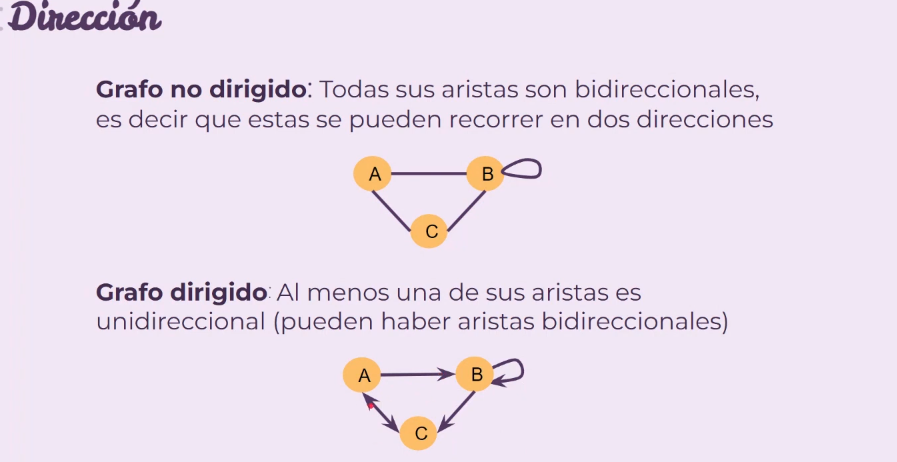 Dirección
Grafo no dirigido: Todas sus aristas son bidireccionales,
es decir que estas se pueden recorrer en dos direcciones
A
B
C
Grafo dirigido: Al menos una de sus aristas es
unidireccional (pueden haber aristas bidireccionales)
A
B
C